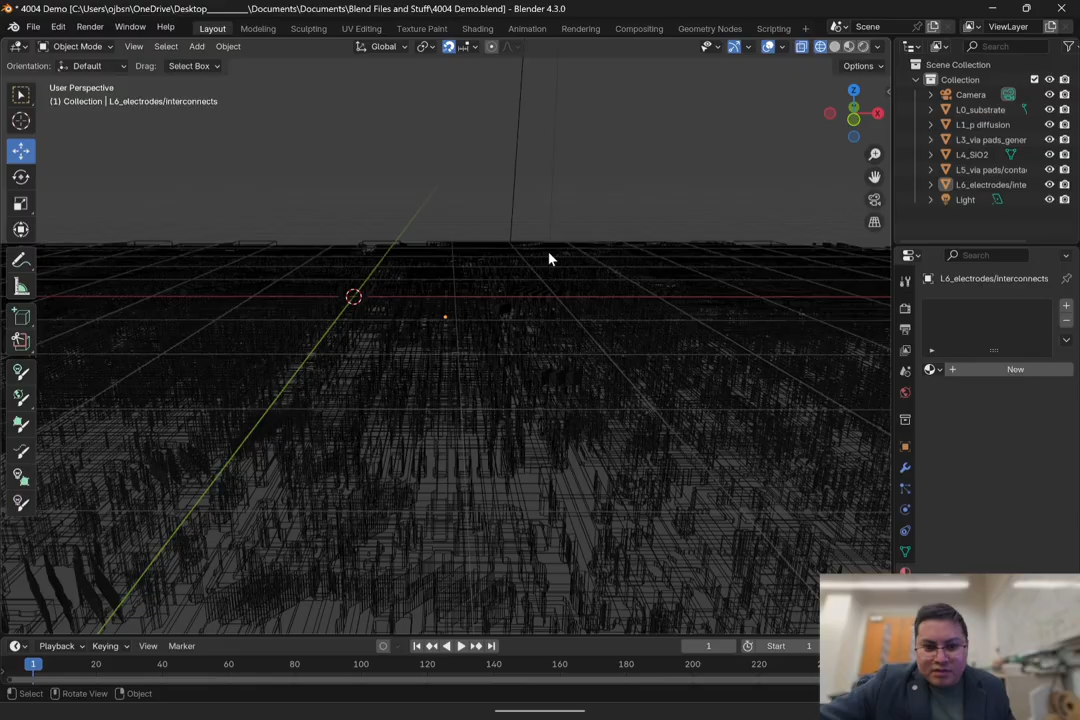 * 4004 Demo [C:\Users\ojbsn\OneDrive\Desktop_________\Documents\Documents\Blend Files and Stuff\4004 Demo.blend] - Blender 4.3.0
File Edit Render Window Help Layout Modeling Sculpting UV Editing Texture Paint Shading Animation Rendering Compositing Geometry Nodes Scripting + Scene ViewLayer
Object Mode View Select Add Object Global Search
Orientation: Default Drag: Select Box Options
Scene Collection
Collection
Camera
L0_substrate
L1_p diffusion
L3_via pads_gener
L4_SiO2
L5_via pads/conta
L6_electrodes/inte
Light
User Perspective
(1) Collection | L6_electrodes/interconnects
Z
X
Search
L6_electrodes/interconnects
New
Playback Keying View Marker 1 Start 1
1 20 40 60 80 100 120 140 160 180 200 220
Select Rotate View Object